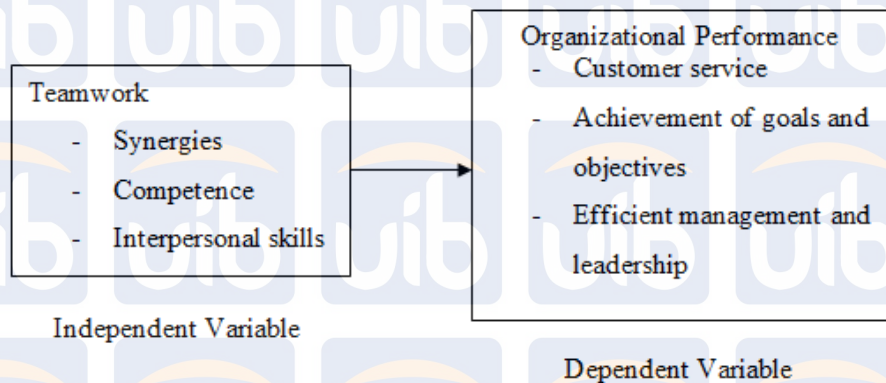 Teamwork
- Synergies
- Competence
- Interpersonal skills
Independent Variable
Organizational Performance
- Customer service
- Achievement of goals and
objectives
- Efficient management and
leadership
Dependent Variable
uib